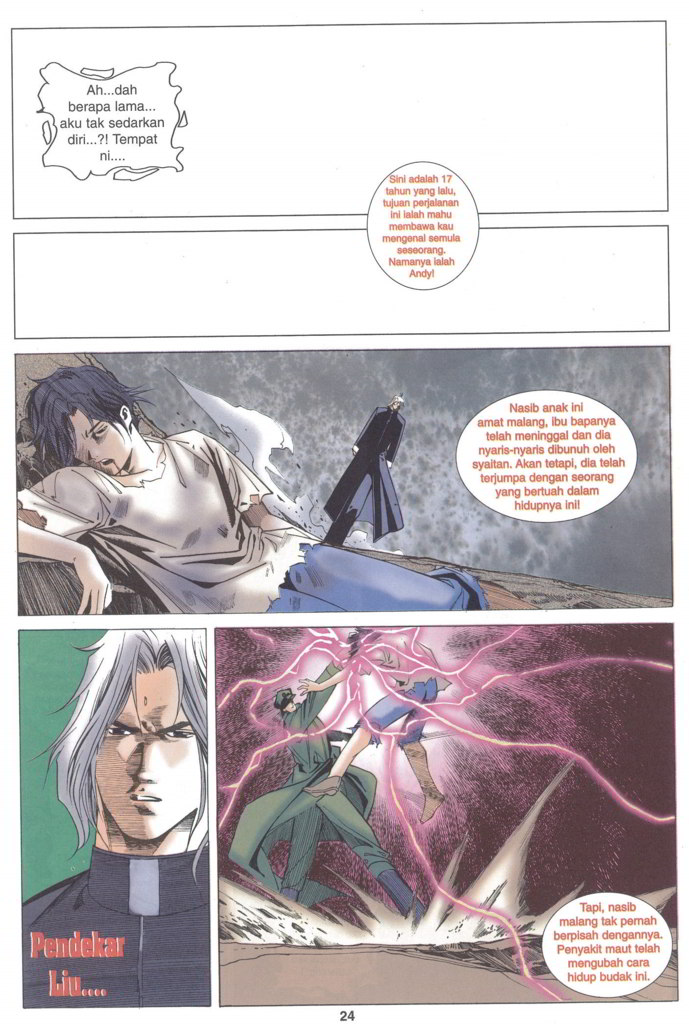 Ah...dah
berapa lama...
aku tak sedarkan
diri...?! Tempat
ni....
Sini adalah 17
tahun yang lalu,
tujuan perjalanan
ini ialah mahu
membawa kau
mengenal semula
seseorang.
Namanya ialah
Andy!
Nasib anak ini
amat malang, ibu bapanya
telah meninggal dan dia
nyaris-nyaris dibunuh oleh
syaitan. Akan tetapi, dia telah
terjumpa dengan seorang
yang bertuah dalam
hidupnya ini!
Pendekar
Liu....
Tapi, nasib
malang tak pernah
berpisah dengannya.
Penyakit maut telah
mengubah cara
hidup budak ini.
24